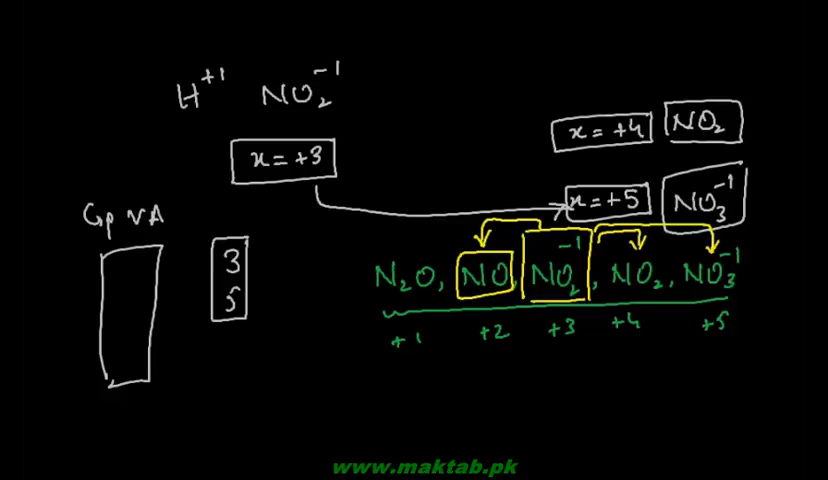 H⁺¹ NO₂⁻¹
x = +3
x = +4 NO₂
x = +5 NO₃⁻¹
Gp VA
3
5
N₂O, NO, NO₂⁻¹, NO₂, NO₃⁻¹
+1 +2 +3 +4 +5
www.maktab.pk